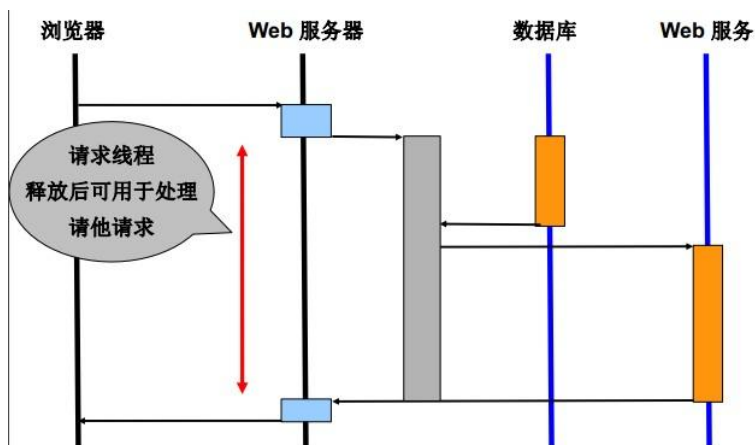 浏览器
Web 服务器
数据库
Web 服务
请求线程
释放后可用于处理
请他请求